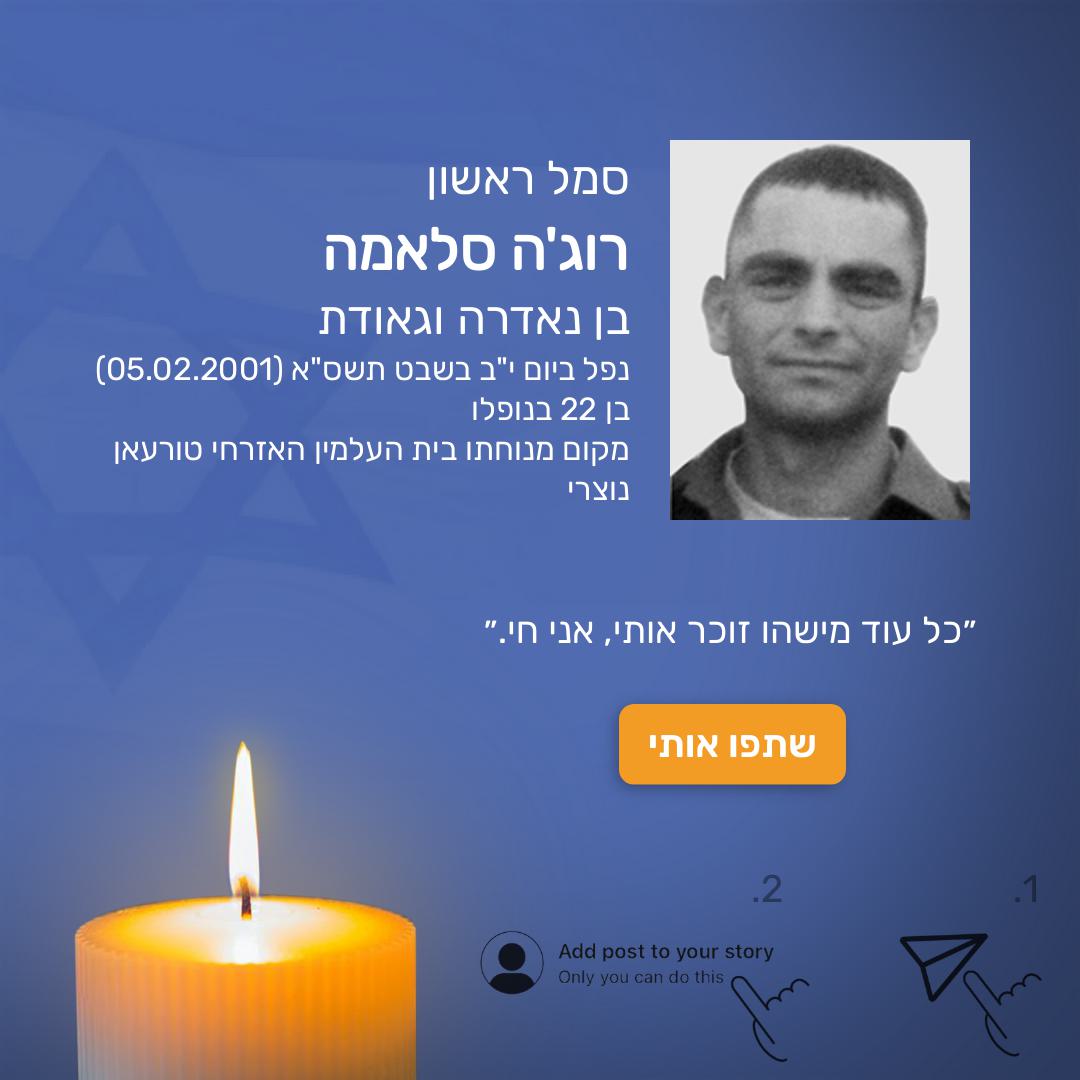 סמל ראשון
רוג'ה סלאמה
בן נאדרה וגאודת
נפל ביום י"ב בשבט תשס"א (05.02.2001)
בן 22 בנופלו
מקום מנוחתו בית העלמין האזרחי טורעאן
נוצרי
״כל עוד מישהו זוכר אותי, אני חי.״
שתפו אותי
1.
2.
Add post to your story
Only you can do this